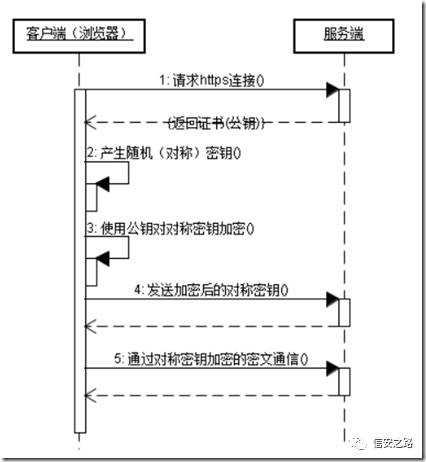 客户端（浏览器）
服务端
1: 请求https连接()
(返回证书(公钥))
2: 产生随机（对称）密钥()
3: 使用公钥对对称密钥加密()
4: 发送加密后的对称密钥()
5: 通过对称密钥加密的密文通信()
信安之路